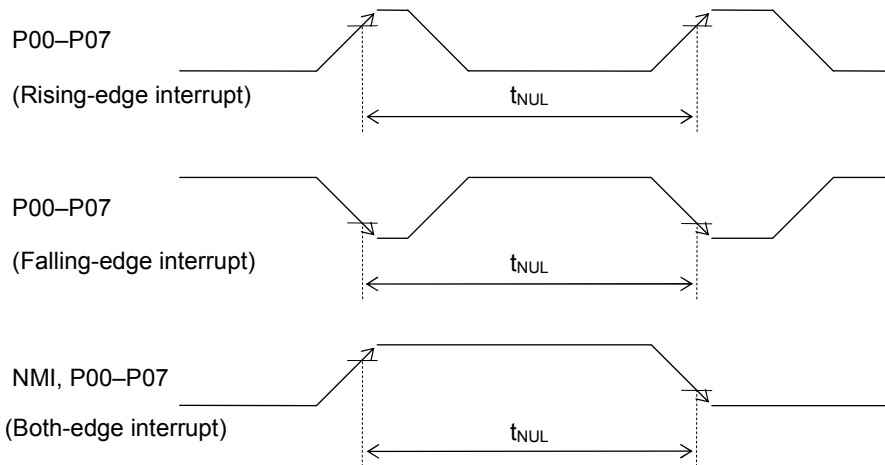 P00–P07
(Rising-edge interrupt)
tNUL
P00–P07
(Falling-edge interrupt)
tNUL
NMI, P00–P07
(Both-edge interrupt)
tNUL